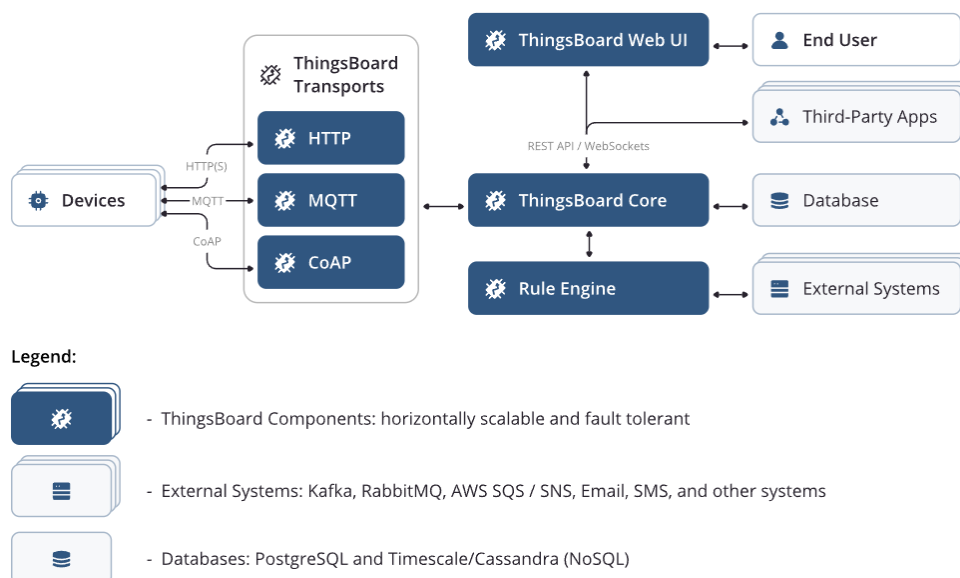 ThingsBoard
Transports
HTTP
MQTT
CoAP
Devices
HTTP(S)
MQTT
CoAP
ThingsBoard Web UI
End User
Third-Party Apps
REST API / WebSockets
ThingsBoard Core
Database
Rule Engine
External Systems
Legend:
- ThingsBoard Components: horizontally scalable and fault tolerant
- External Systems: Kafka, RabbitMQ, AWS SQS / SNS, Email, SMS, and other systems
- Databases: PostgreSQL and Timescale/Cassandra (NoSQL)